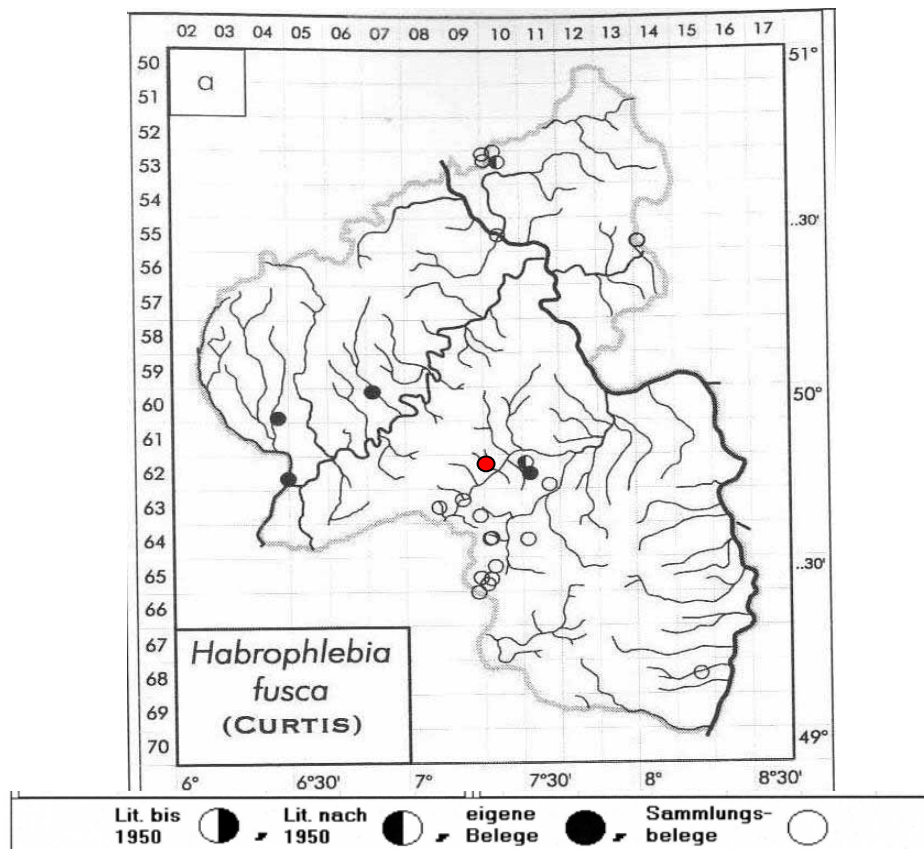 02 03 04 05 06 07 09 10 11 12 13 14 15 16 17
50
51
52
53
54
55
56
57
58
59
60
61
62
63
64
65
66
67
68
69
70
a
51°
..30'
50°
..30'
49°
Habrophlebia
fusca
(CURTIS)
6° 6°30' 7° 7°30' 8° 8°30'
Lit. bis
1950
Lit. nach
1950
eigene
Belege
Sammlungs-
belege